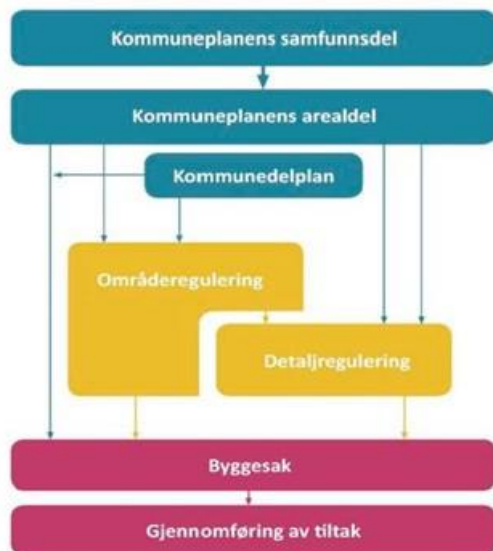 Kommuneplanens samfunnsdel
Kommuneplanens arealdel
Kommunedelplan
Områderegulering
Detaljregulering
Byggesak
Gjennomføring av tiltak